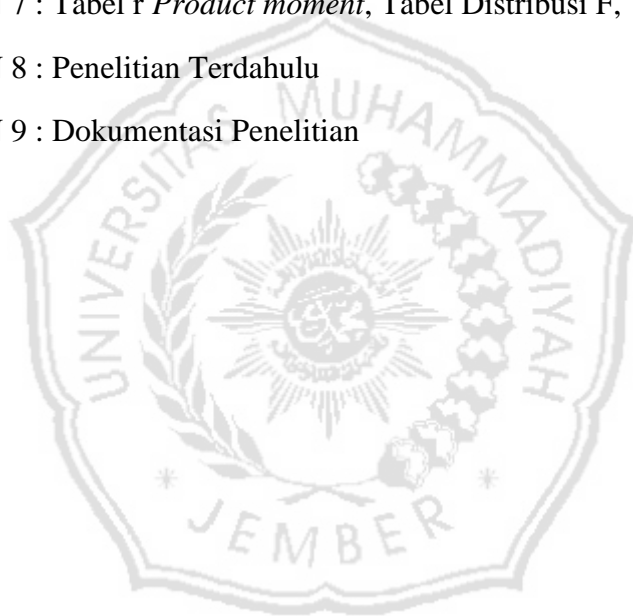 7 : Tabel r Product moment, Tabel Distribusi F,
8 : Penelitian Terdahulu
9 : Dokumentasi Penelitian
UNIVERSITAS MUHAMMADIYAH
JEMBER